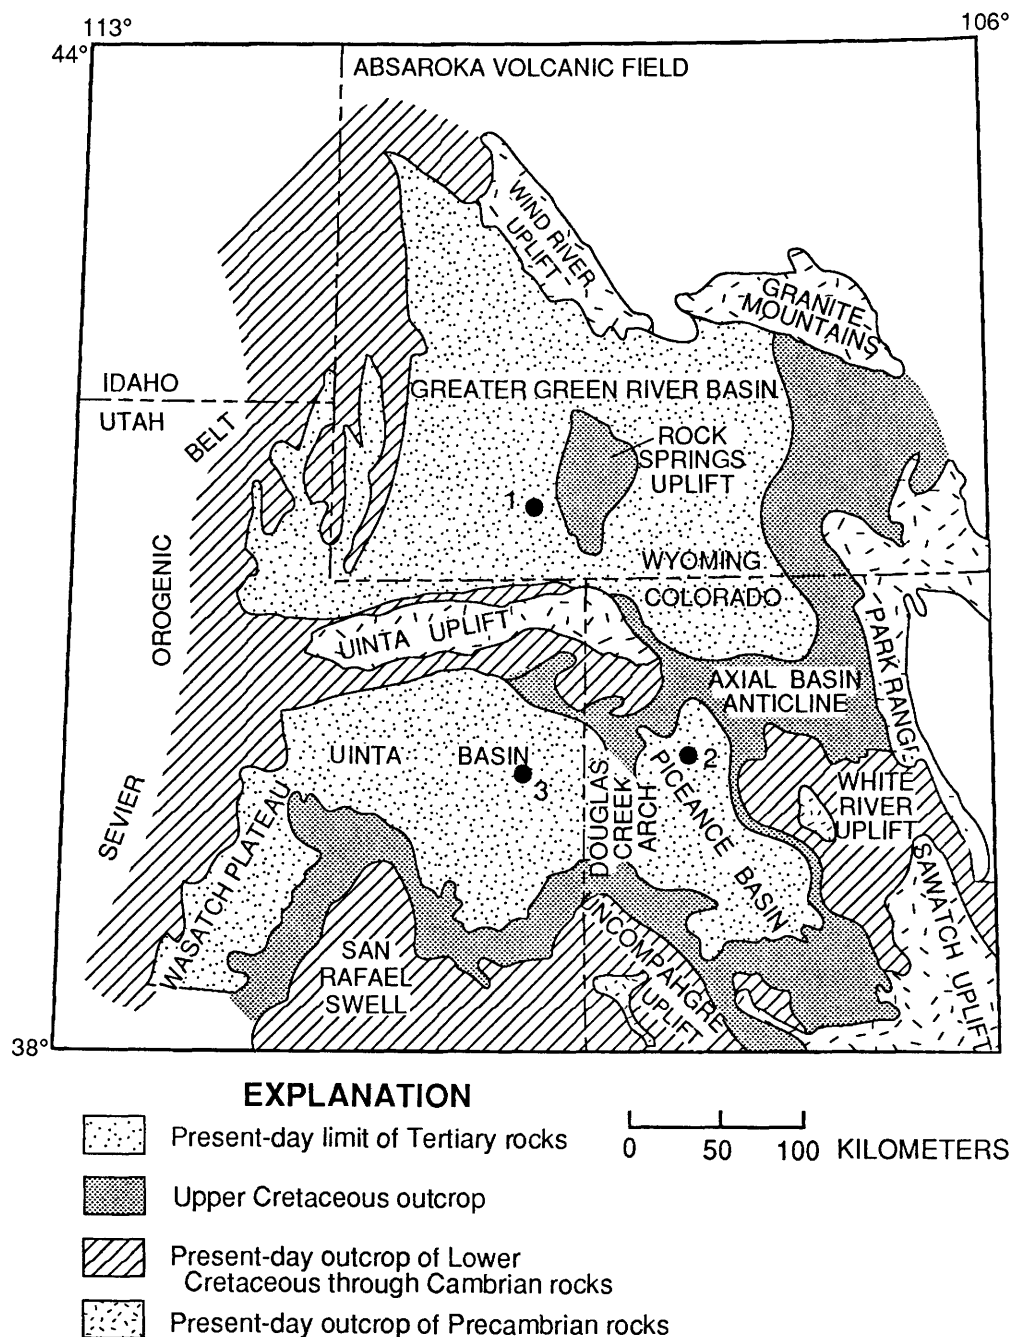 113°
106°
44°
ABSAROKA VOLCANIC FIELD
WIND RIVER
UPLIFT
GRANITE
MOUNTAINS
IDAHO
UTAH
GREATER GREEN RIVER BASIN
BELT
ROCK
SPRINGS
UPLIFT
1
OROGENIC
WYOMING
COLORADO
UINTA UPLIFT
PARK RANGE
AXIAL BASIN
ANTICLINE
UINTA BASIN
3
2
PICEANCE BASIN
DOUGLAS
CREEK
ARCH
WHITE
RIVER
UPLIFT
SEVIER
WASATCH PLATEAU
SAWATCH UPLIFT
SAN
RAFAEL
SWELL
UNCOMPAHGRE
UPLIFT
38°
EXPLANATION
Present-day limit of Tertiary rocks
0 50 100 KILOMETERS
Upper Cretaceous outcrop
Present-day outcrop of Lower
Cretaceous through Cambrian rocks
Present-day outcrop of Precambrian rocks